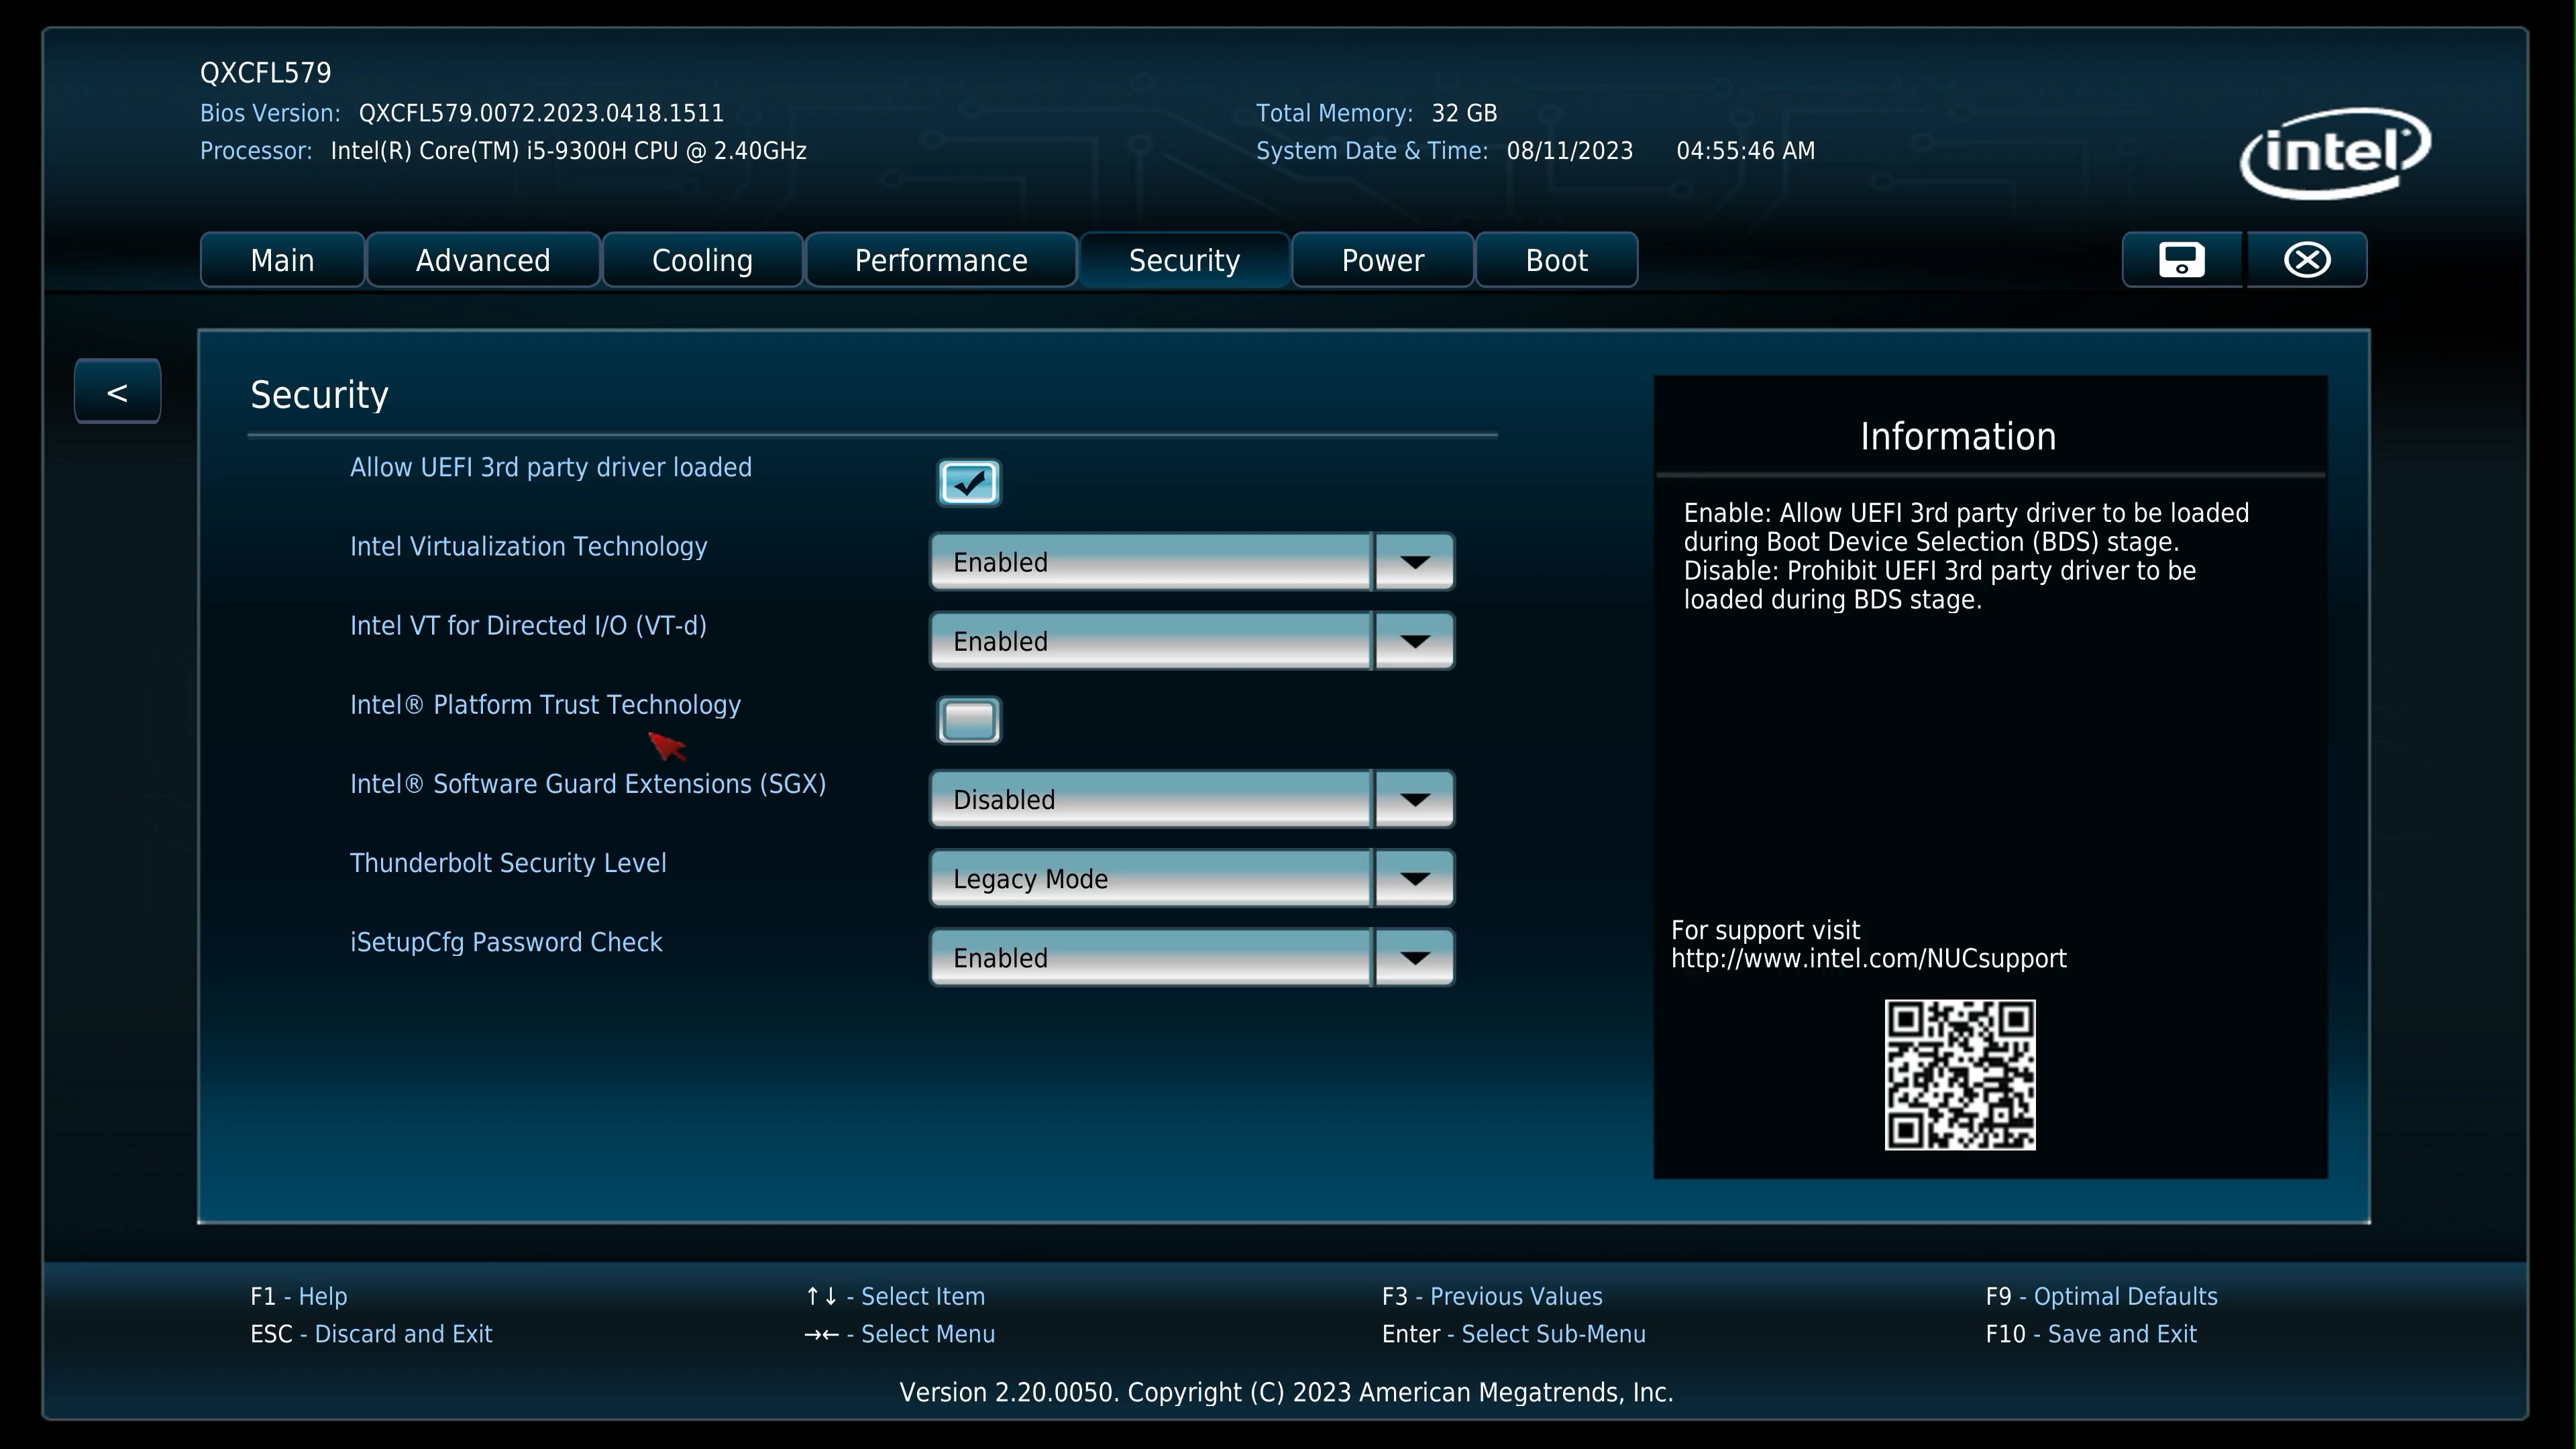 QXCFL579
Bios Version: QXCFL579.0072.2023.0418.1511
Total Memory: 32 GB
Processor: Intel(R) Core(TM) i5-9300H CPU @ 2.40GHz
System Date & Time: 08/11/2023 04:55:46 AM
intel
Main Advanced Cooling Performance Security Power Boot
<
Security
Allow UEFI 3rd party driver loaded
Intel Virtualization Technology Enabled
Intel VT for Directed I/O (VT-d) Enabled
Intel® Platform Trust Technology
Intel® Software Guard Extensions (SGX) Disabled
Thunderbolt Security Level Legacy Mode
iSetupCfg Password Check Enabled
Information
Enable: Allow UEFI 3rd party driver to be loaded
during Boot Device Selection (BDS) stage.
Disable: Prohibit UEFI 3rd party driver to be
loaded during BDS stage.
For support visit
http://www.intel.com/NUCsupport
F1 - Help ↑↓ - Select Item F3 - Previous Values F9 - Optimal Defaults
ESC - Discard and Exit →← - Select Menu Enter - Select Sub-Menu F10 - Save and Exit
Version 2.20.0050. Copyright (C) 2023 American Megatrends, Inc.